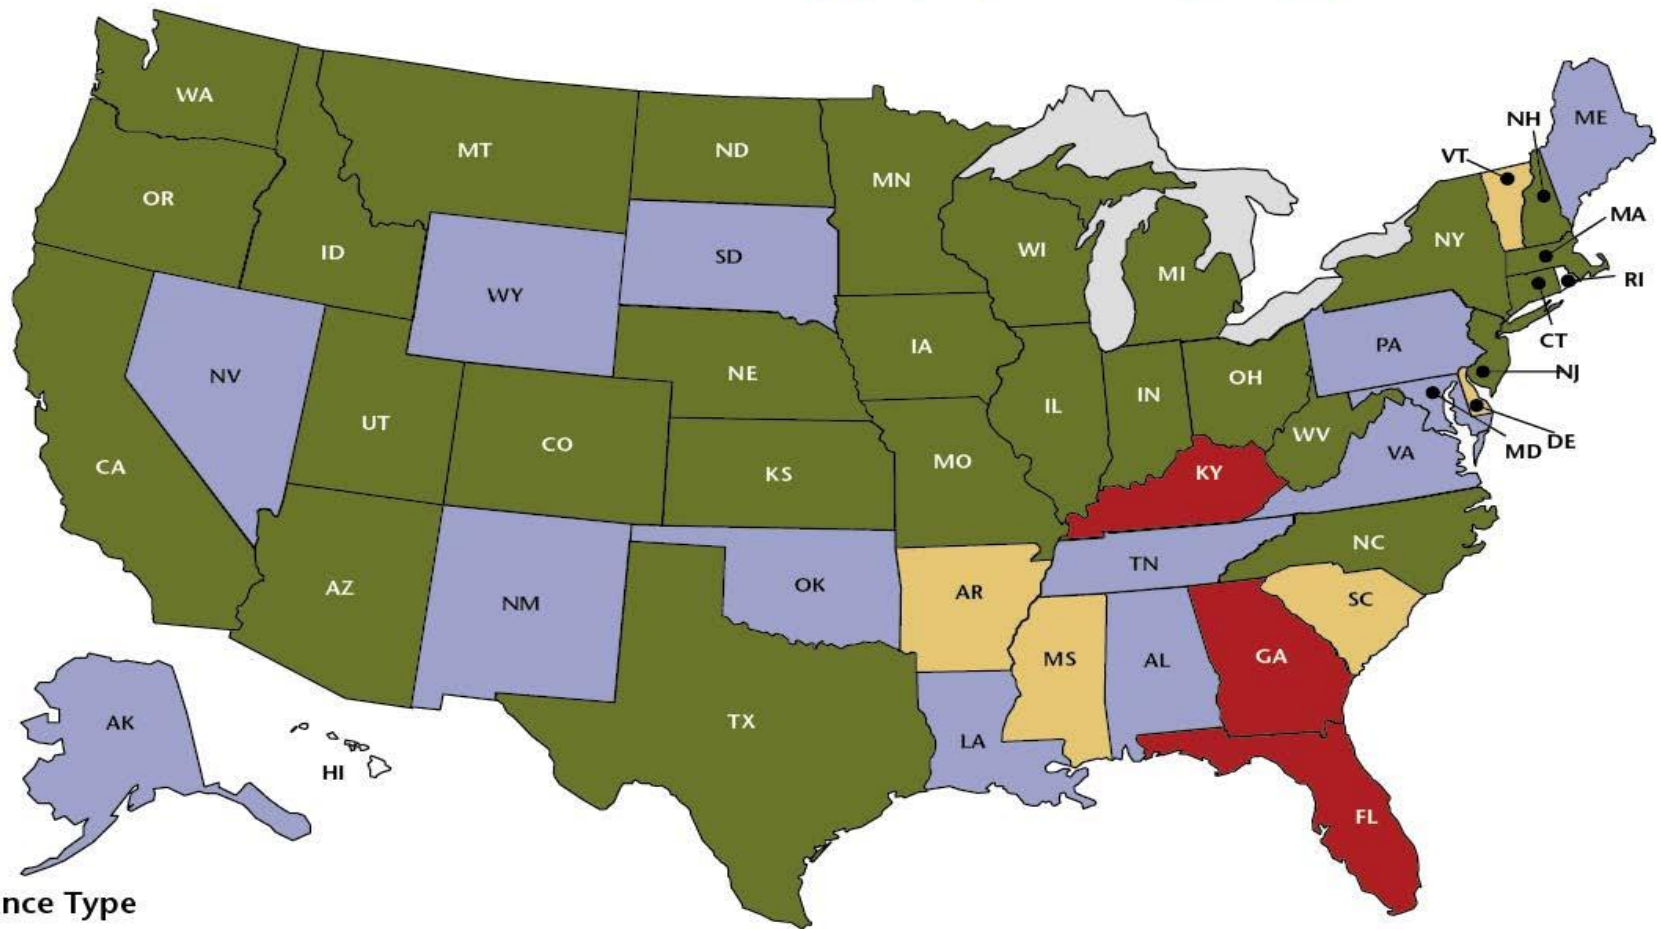 WA
MT
ND
MN
OR
ID
WY
SD
WI
MI
NY
VT
NH
ME
MA
RI
CT
NJ
DE
MD
PA
NV
UT
CO
NE
IA
IL
IN
OH
WV
VA
KY
CA
KS
MO
AZ
NM
OK
AR
TN
NC
SC
MS
AL
GA
TX
LA
FL
AK
HI
nce Type